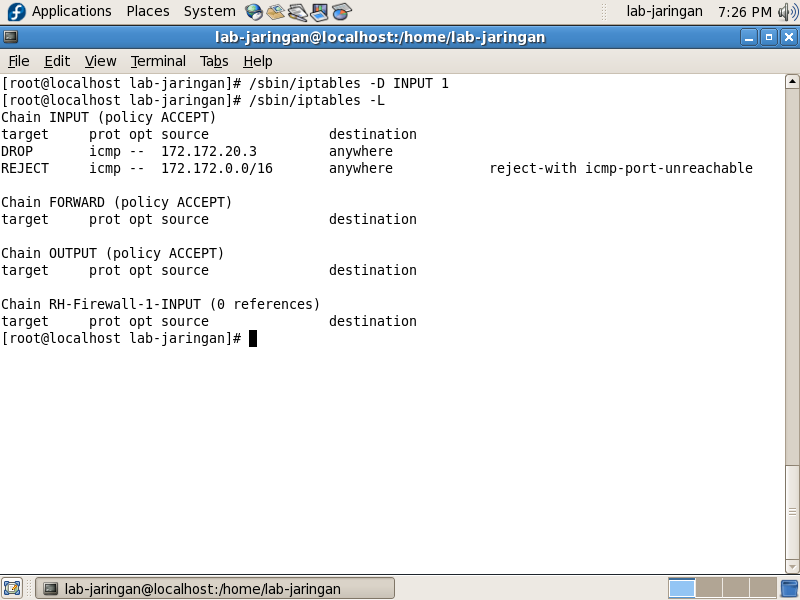 Applications Places System lab-jaringan 7:26 PM
lab-jaringan@localhost:/home/lab-jaringan
File Edit View Terminal Tabs Help
[root@localhost lab-jaringan]# /sbin/iptables -D INPUT 1
[root@localhost lab-jaringan]# /sbin/iptables -L
Chain INPUT (policy ACCEPT)
target     prot opt source               destination
DROP       icmp --  172.172.20.3         anywhere
REJECT     icmp --  172.172.0.0/16       anywhere            reject-with icmp-port-unreachable
Chain FORWARD (policy ACCEPT)
target     prot opt source               destination
Chain OUTPUT (policy ACCEPT)
target     prot opt source               destination
Chain RH-Firewall-1-INPUT (0 references)
target     prot opt source               destination
[root@localhost lab-jaringan]#
lab-jaringan@localhost:/home/lab-jaringan